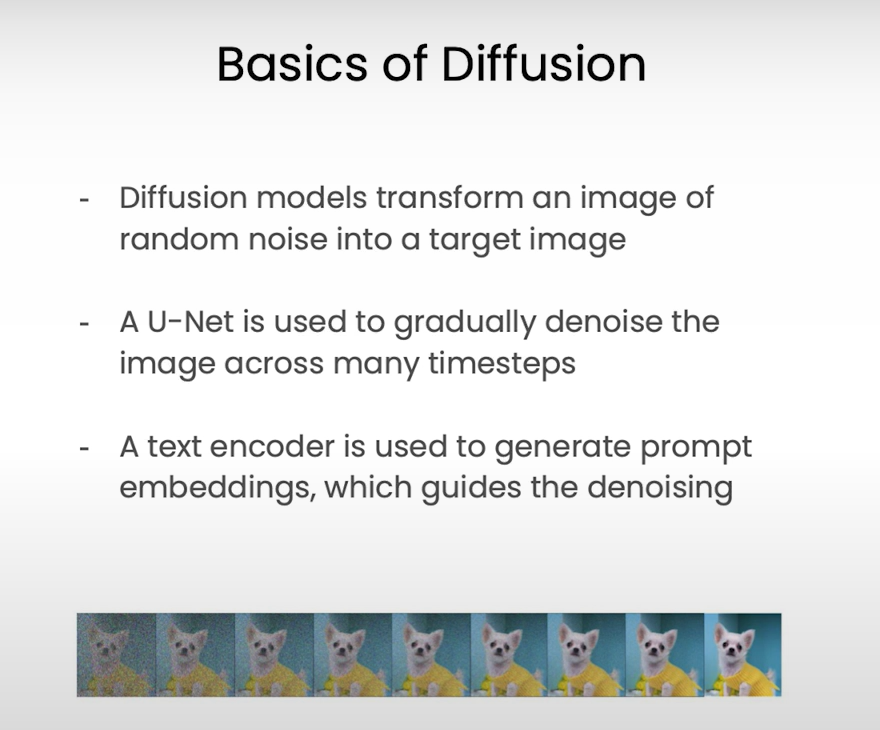 Basics of Diffusion
- Diffusion models transform an image of
random noise into a target image
- A U-Net is used to gradually denoise the
image across many timesteps
- A text encoder is used to generate prompt
embeddings, which guides the denoising